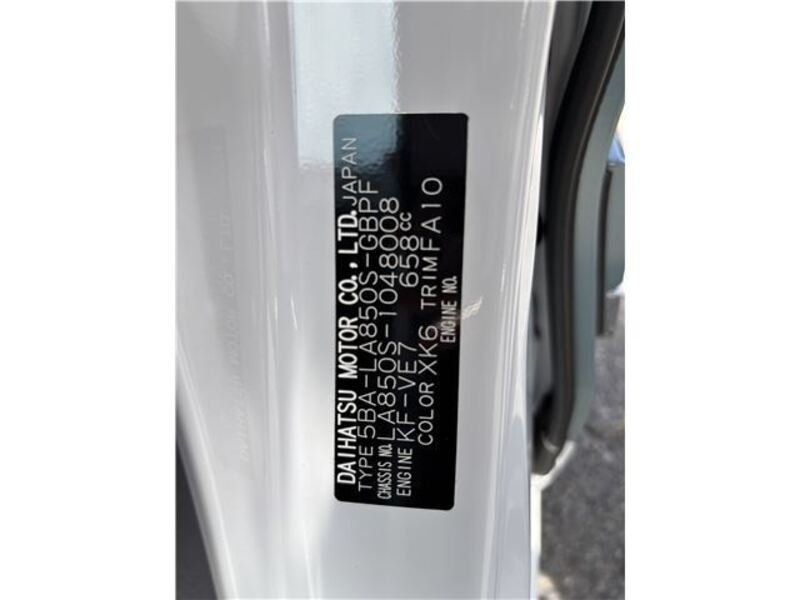 DAIHATSU MOTOR CO., LTD. JAPAN
TYPE 5BA-LA850S-GBPF
CHASSIS NO. LA850S-1048008
ENGINE KF-VE7 658cc
COLOR XK6 TRIM FA10
ENGINE NO.